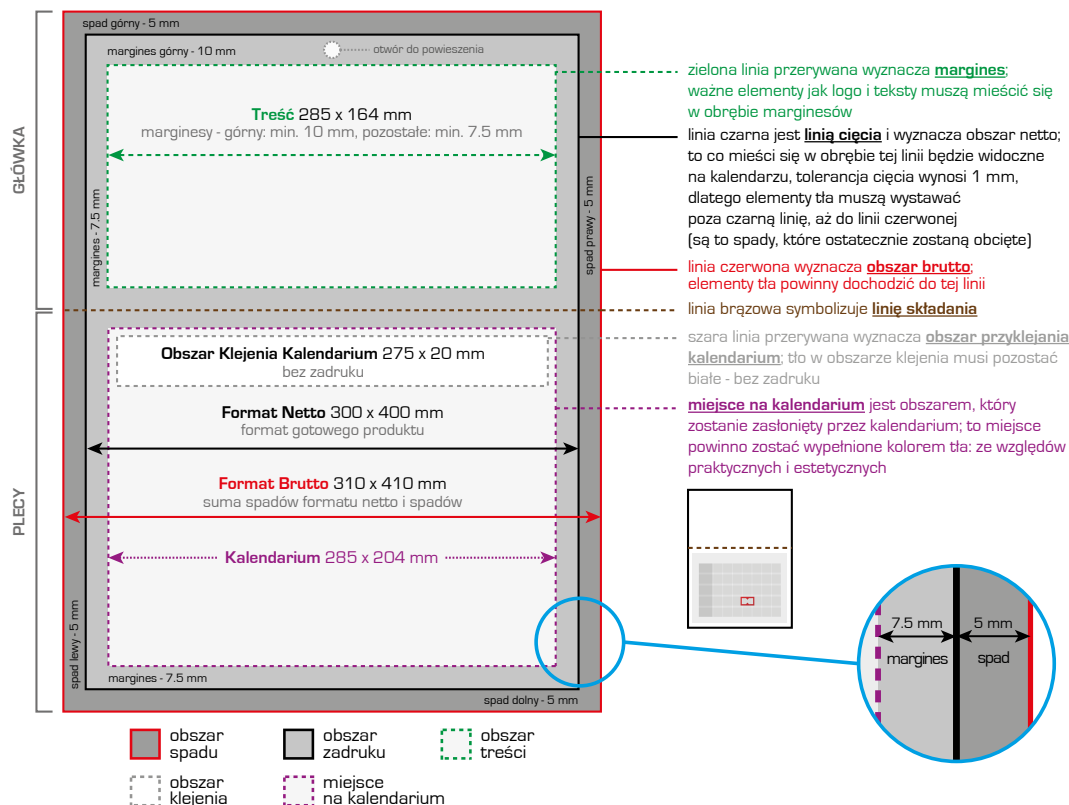 spad górny - 5 mm
margines górny - 10 mm
otwór do powieszenia
Treść 285 x 164 mm
marginesy - górny: min. 10 mm, pozostałe: min. 7.5 mm
GŁÓWKA
margines - 7.5 mm
spad prawy - 5 mm
zielona linia przerywana wyznacza margines;
ważne elementy jak logo i teksty muszą mieścić się
w obrębie marginesów
linia czarna jest linią cięcia i wyznacza obszar netto;
to co mieści się w obrębie tej linii będzie widoczne
na kalendarzu, tolerancja cięcia wynosi 1 mm,
dlatego elementy tła muszą wystawać
poza czarną linię, aż do linii czerwonej
(są to spady, które ostatecznie zostaną obcięte)
linia czerwona wyznacza obszar brutto;
elementy tła powinny dochodzić do tej linii
linia brązowa symbolizuje linię składania
szara linia przerywana wyznacza obszar przyklejania
kalendarium; tło w obszarze klejenia musi pozostać
białe - bez zadruku
miejsce na kalendarium jest obszarem, który
zostanie zasłonięty przez kalendarium; to miejsce
powinno zostać wypełnione kolorem tła: ze względów
praktycznych i estetycznych
Obszar Klejenia Kalendarium 275 x 20 mm
bez zadruku
Format Netto 300 x 400 mm
format gotowego produktu
Format Brutto 310 x 410 mm
suma spadów formatu netto i spadów
Kalendarium 285 x 204 mm
PLECY
spad lewy - 5 mm
margines - 7.5 mm
spad dolny - 5 mm
7.5 mm
margines
5 mm
spad
obszar
spadu
obszar
zadruku
obszar
treści
obszar
klejenia
miejsce
na kalendarium